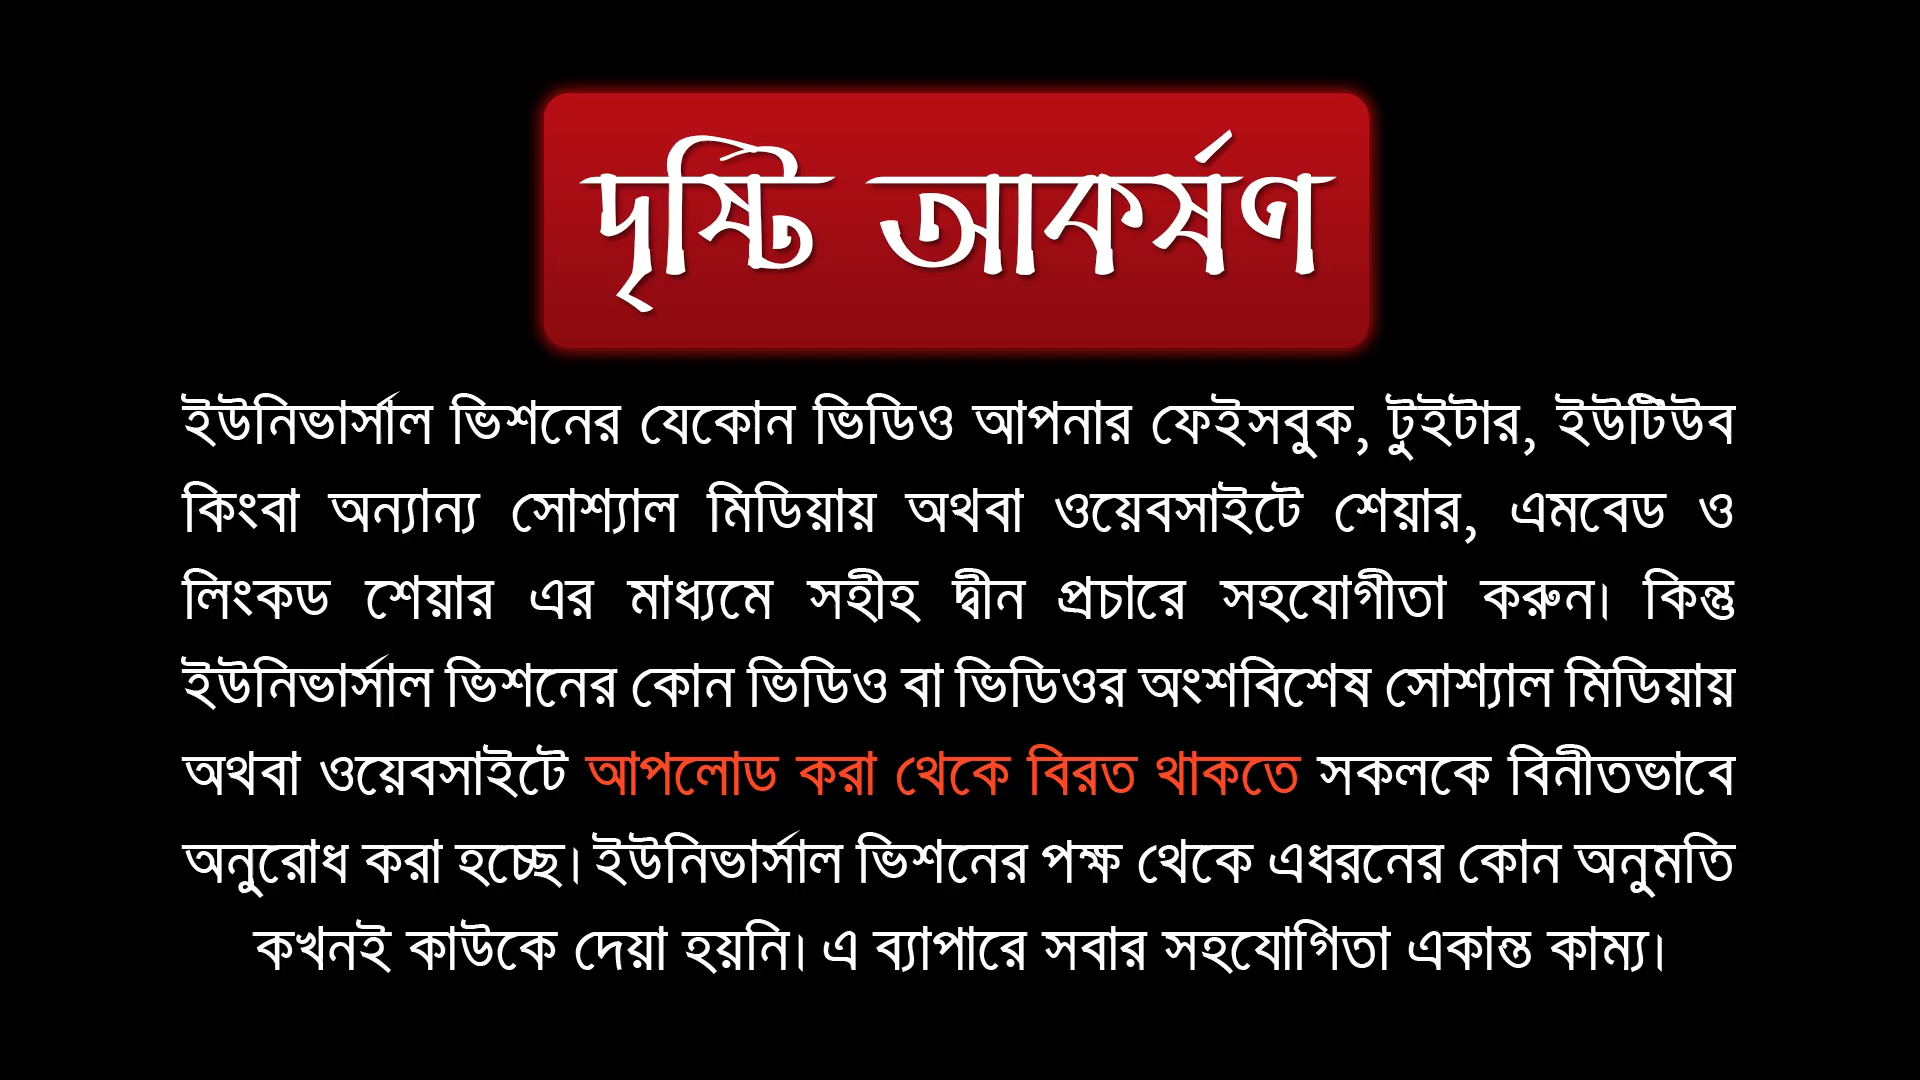 দৃষ্টি আকর্ষণ
ইউনিভার্সাল ভিশনের যেকোন ভিডিও আপনার ফেইসবুক, টুইটার, ইউটিউব
কিংবা অন্যান্য সোশ্যাল মিডিয়ায় অথবা ওয়েবসাইটে শেয়ার, এমবেড ও
লিংকড শেয়ার এর মাধ্যমে সহীহ দ্বীন প্রচারে সহযোগীতা করুন। কিন্তু
ইউনিভার্সাল ভিশনের কোন ভিডিও বা ভিডিওর অংশবিশেষ সোশ্যাল মিডিয়ায়
অথবা ওয়েবসাইটে আপলোড করা থেকে বিরত থাকতে সকলকে বিনীতভাবে
অনুরোধ করা হচ্ছে। ইউনিভার্সাল ভিশনের পক্ষ থেকে এধরনের কোন অনুমতি
কখনই কাউকে দেয়া হয়নি। এ ব্যাপারে সবার সহযোগিতা একান্ত কাম্য।